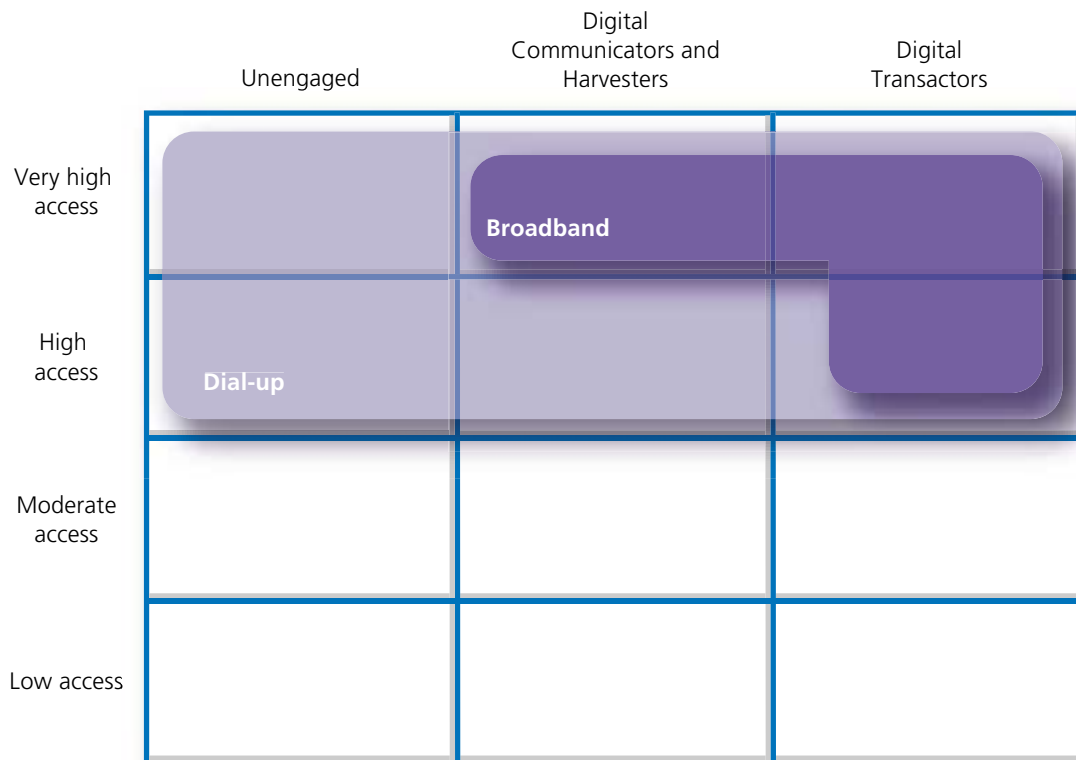 Unengaged
Digital
Communicators and
Harvesters
Digital
Transactors
Very high
access
Broadband
High
access
Dial-up
Moderate
access
Low access